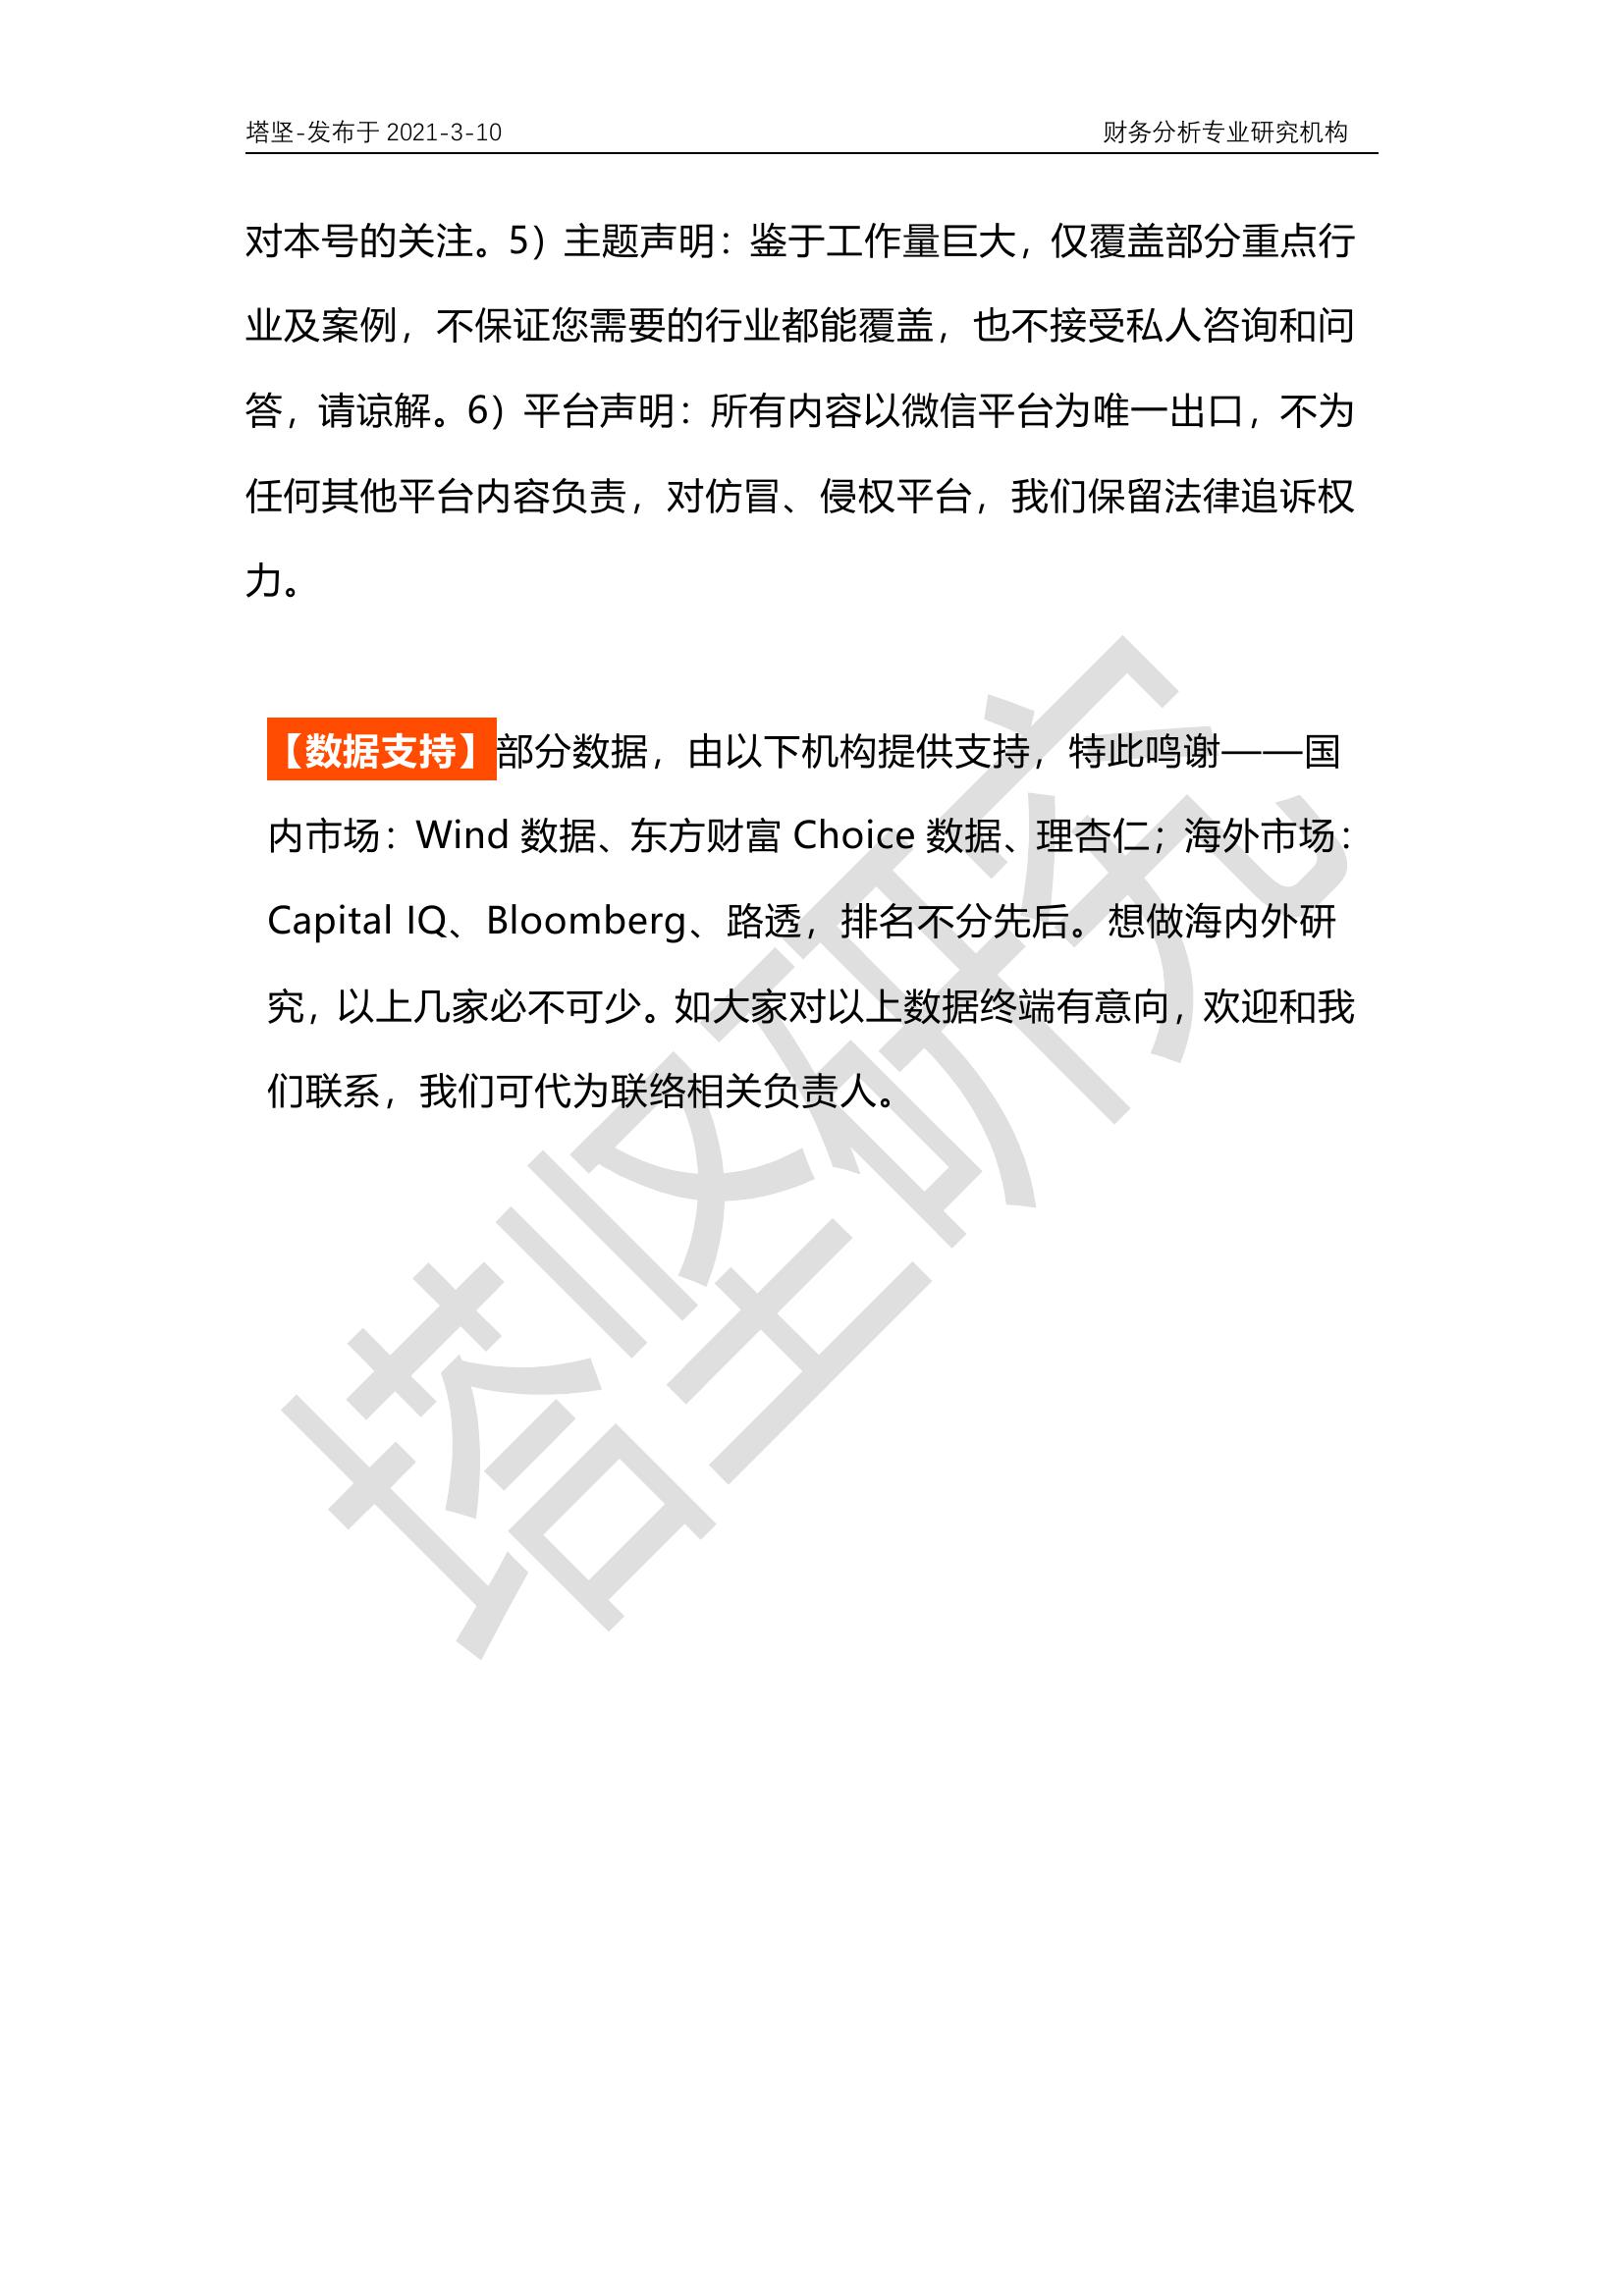 塔坚-发布于 2021-3-10 财务分析专业研究机构
对本号的关注。5）主题声明：鉴于工作量巨大，仅覆盖部分重点行
业及案例，不保证您需要的行业都能覆盖，也不接受私人咨询和问
答，请谅解。6）平台声明：所有内容以微信平台为唯一出口，不为
任何其他平台内容负责，对仿冒、侵权平台，我们保留法律追诉权
力。
【数据支持】部分数据，由以下机构提供支持，特此鸣谢——国
内市场：Wind 数据、东方财富 Choice 数据、理杏仁；海外市场：
Capital IQ、Bloomberg、路透，排名不分先后。想做海内外研
究，以上几家必不可少。如大家对以上数据终端有意向，欢迎和我
们联系，我们可代为联络相关负责人。
塔坚研究